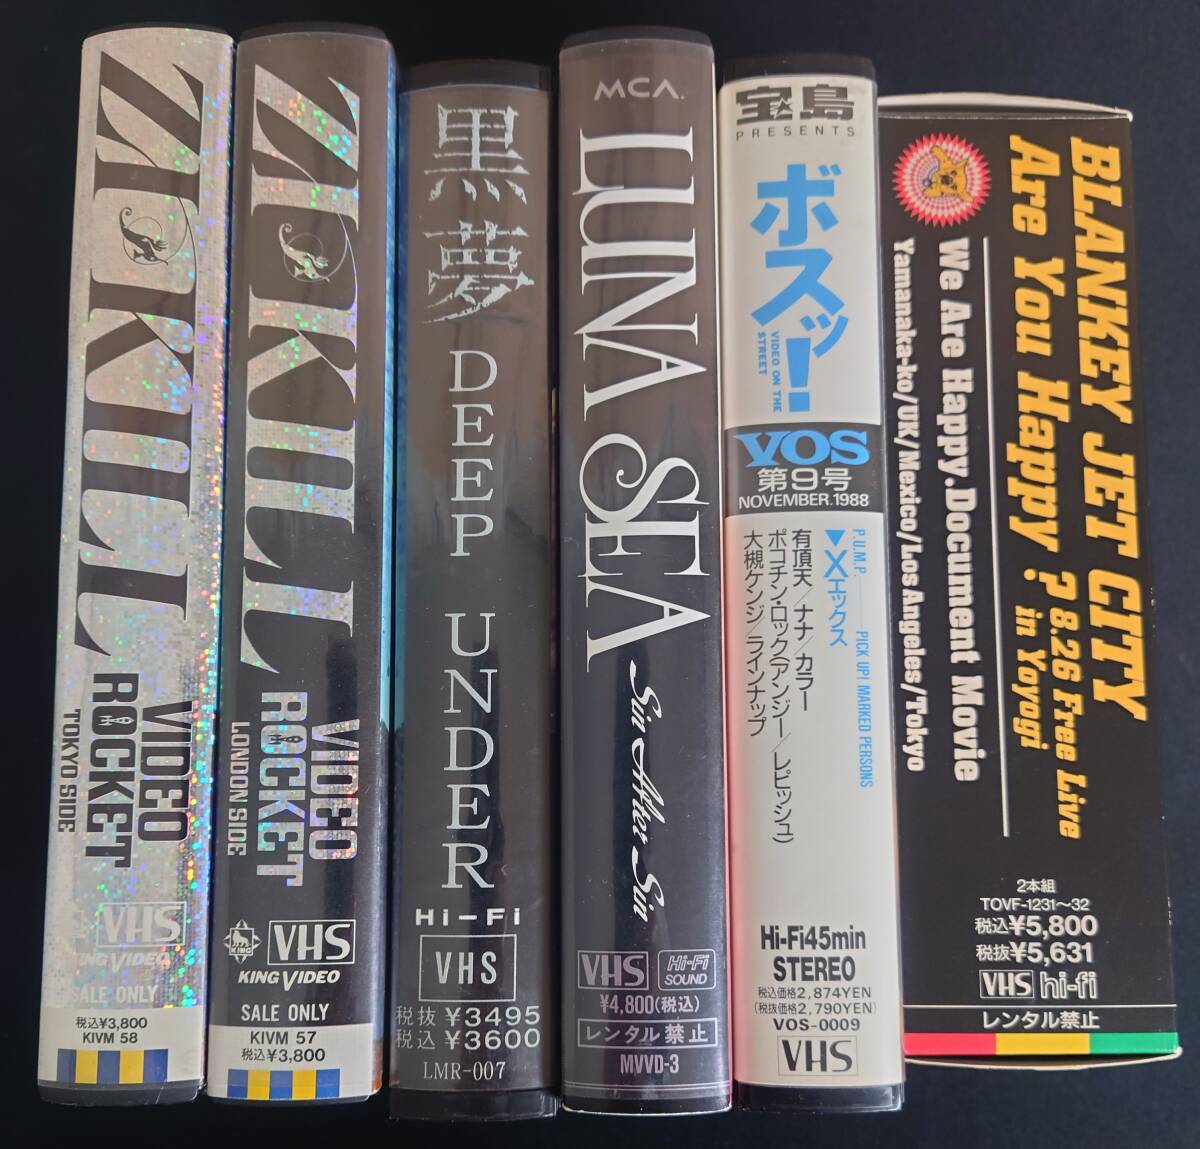 ZI:KILL
VIDEO
ROCKET
TOKYO SIDE
VHS
KING VIDEO
SALE ONLY
税込¥3,800
KIVM 58
ZI:KILL
VIDEO
ROCKET
LONDON SIDE
KING
VHS
KING VIDEO
SALE ONLY
KIVM 57
税込¥3,800
黒夢
DEEP UNDER
Hi-Fi
VHS
税抜 ¥3495
税込 ¥3600
LMR-007
MCA.
LUNA SEA
Sin After Sin
VHS
Hi-Fi
SOUND
¥4,800(税込)
レンタル禁止
MVVD-3
宝島
PRESENTS
ボスッ!
VIDEO ON THE
STREET
VOS
第9号
NOVEMBER.1988
P.U.M.P. PICK UP! MARKED PERSONS
▼Xエックス
有頂天/ナナ/カラー
ポコチン・ロック(アンジー/レピッシュ)
大槻ケンジ/ラインナップ
Hi-Fi45min
STEREO
税込価格2,874YEN
(税抜価格2,790YEN)
VOS-0009
VHS
BLANKEY JET CITY
Are You Happy? 8.26 Free Live
in Yoyogi
We Are Happy.Document Movie
Yamanaka-ko/UK/Mexico/Los Angeles/Tokyo
2本組
TOVF-1231~32
税込¥5,800
税抜¥5,631
VHS hi-fi
レンタル禁止